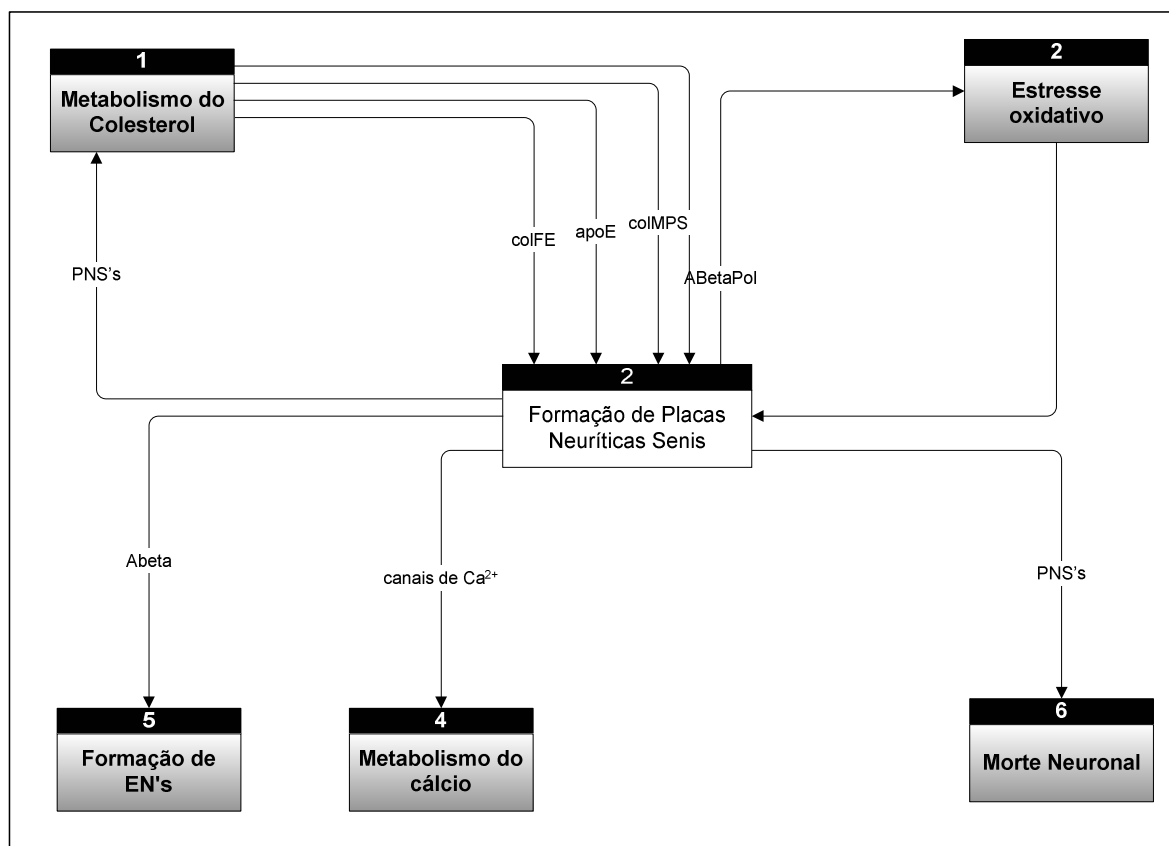 1
Metabolismo do
Colesterol
2
Estresse
oxidativo
colFE
apoE
colMPS
ABetaPol
PNS's
2
Formação de Placas
Neuríticas Senis
Abeta
canais de Ca²⁺
PNS's
5
Formação de
EN's
4
Metabolismo do
cálcio
6
Morte Neuronal